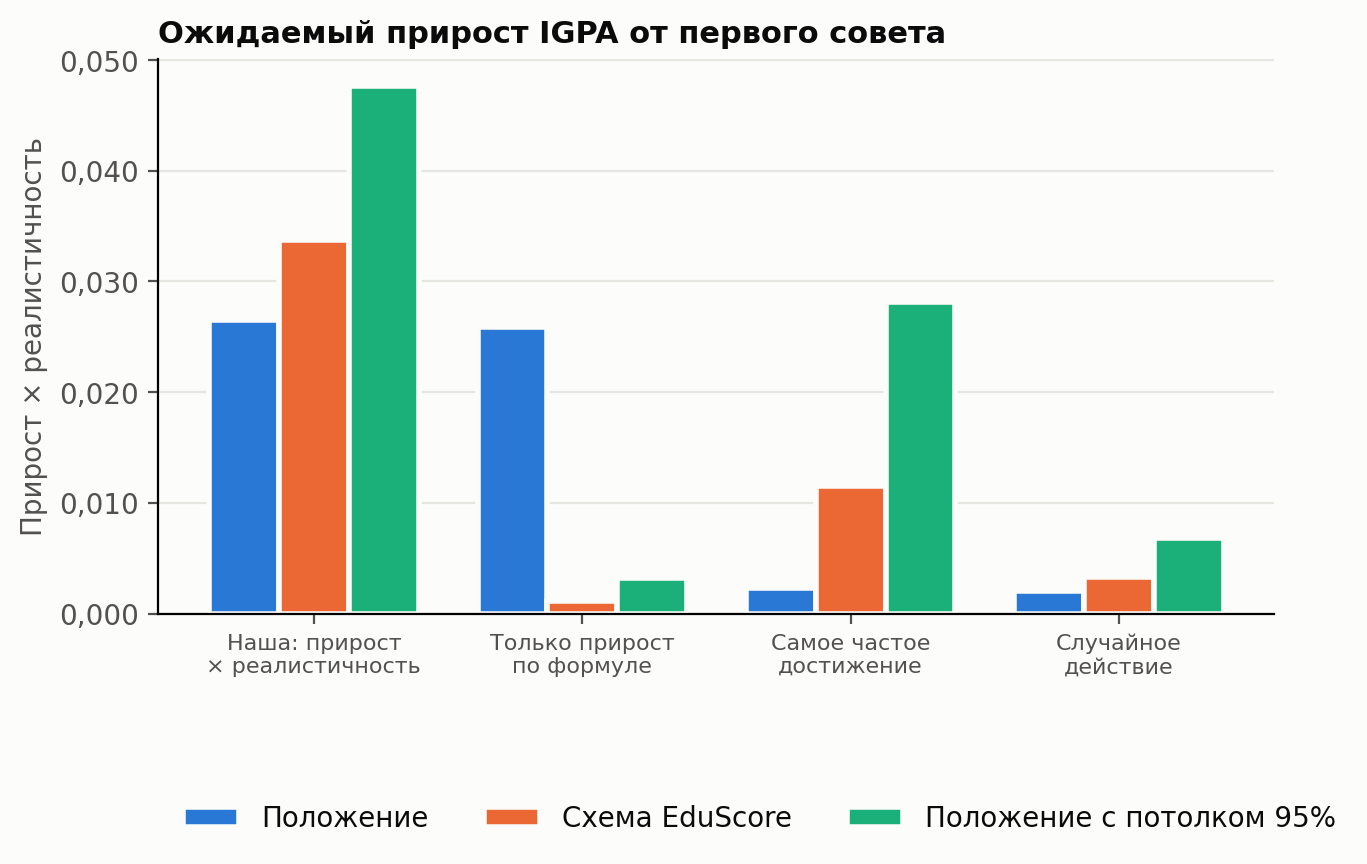 Ожидаемый прирост IGPA от первого совета
Прирост × реалистичность
0,050
0,040
0,030
0,020
0,010
0,000
Наша: прирост
× реалистичность
Только прирост
по формуле
Самое частое
достижение
Случайное
действие
Положение
Схема EduScore
Положение с потолком 95%